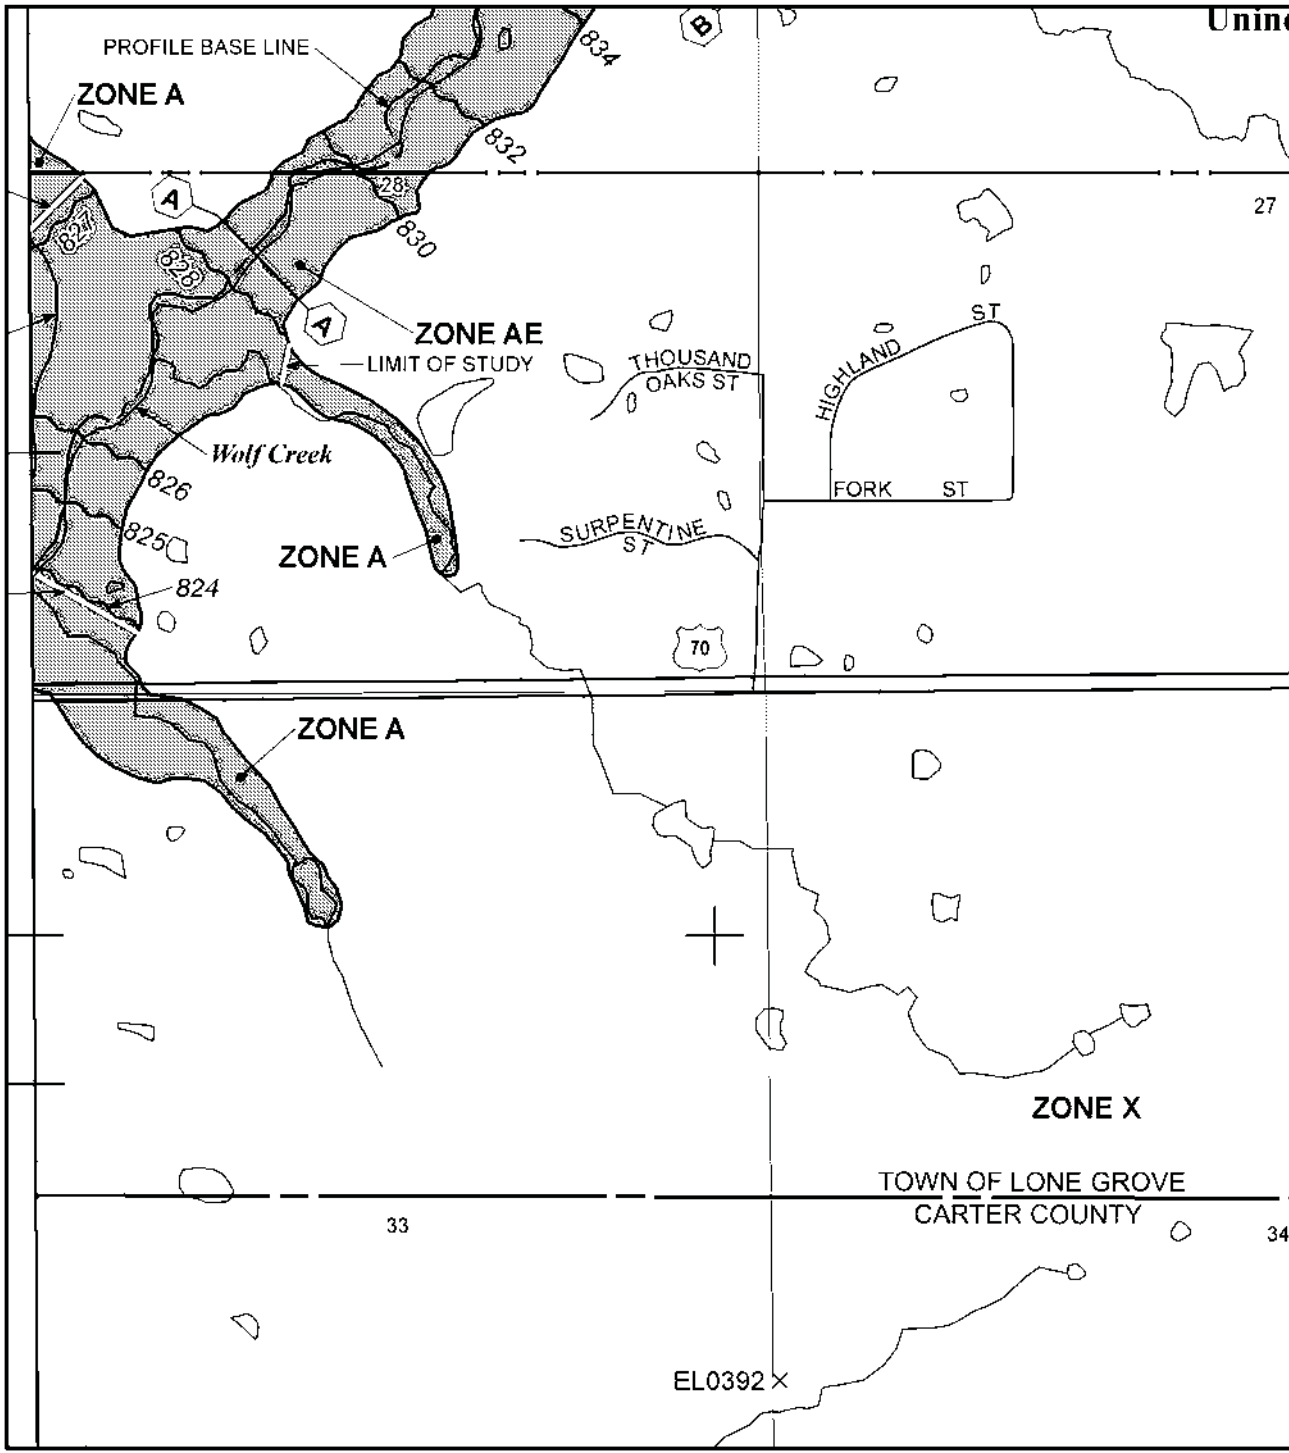 Unin
B
834
PROFILE BASE LINE
ZONE A
832
28
A
27
827
828
830
A
ZONE AE
LIMIT OF STUDY
ST
HIGHLAND
THOUSAND
OAKS ST
Wolf Creek
826
FORK ST
825
SURPENTINE
ST
ZONE A
824
70
ZONE A
ZONE X
TOWN OF LONE GROVE
CARTER COUNTY
33
34
EL0392